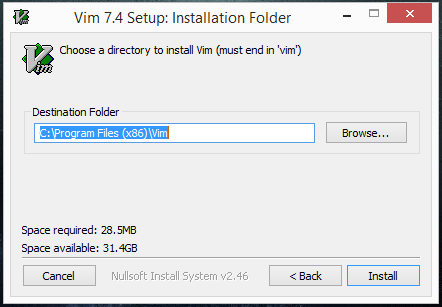 Vim 7.4 Setup: Installation Folder
Vim
Choose a directory to install Vim (must end in 'vim')
Destination Folder
C:\Program Files (x86)\Vim
Browse...
Space required: 28.5MB
Space available: 31.4GB
Cancel
Nullsoft Install System v2.46
< Back
Install